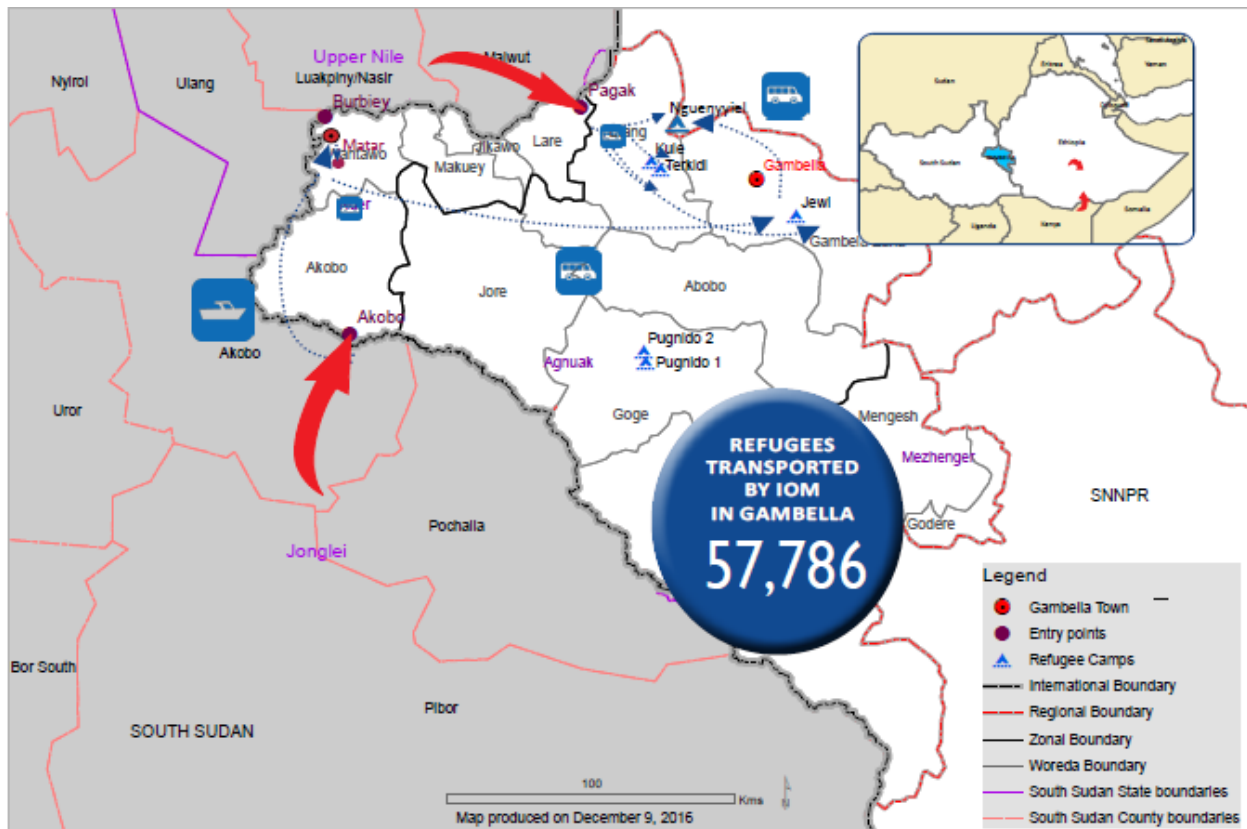 Upper Nile
Malwut
Nyirol
Ulang
Luakpiny/Nasir
Burbiey
Pagak
Nguenyyiel
Matar
Lare
Jikawo
Kule
Makuey
Terkidi
Gambella
Jewi
Akobo
Jore
Abobo
Akobo
Akobo
Pugnido 2
Agnuak
Pugnido 1
Uror
Goge
Mengesh
Mezhenger
SNNPR
Godere
Pochalla
Jonglei
Bor South
Pibor
SOUTH SUDAN
REFUGEES
TRANSPORTED
BY IOM
IN GAMBELLA
57,786
Sudan
Eritrea
Yemen
South Sudan
Ethiopia
Somalia
Uganda
Kenya
Legend
Gambella Town
Entry points
Refugee Camps
International Boundary
Regional Boundary
Zonal Boundary
Woreda Boundary
South Sudan State boundaries
South Sudan County boundaries
100
Kms
N
Map produced on December 9, 2016